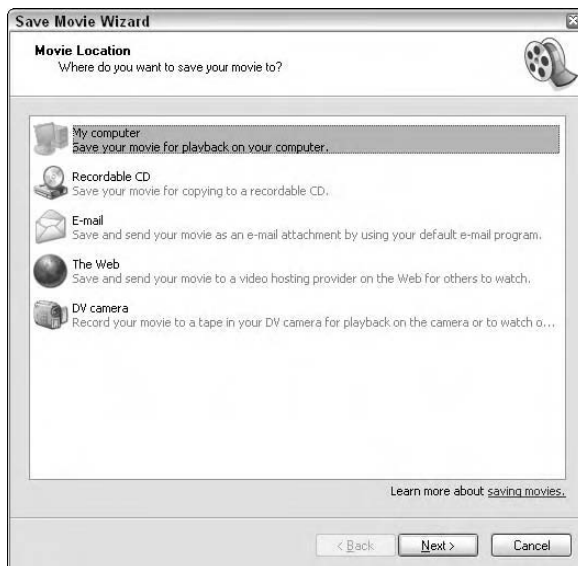 Save Movie Wizard
Movie Location
Where do you want to save your movie to?
My computer
Save your movie for playback on your computer.
Recordable CD
Save your movie for copying to a recordable CD.
E-mail
Save and send your movie as an e-mail attachment by using your default e-mail program.
The Web
Save and send your movie to a video hosting provider on the Web for others to watch.
DV camera
Record your movie to a tape in your DV camera for playback on the camera or to watch o...
Learn more about saving movies.
< Back Next > Cancel